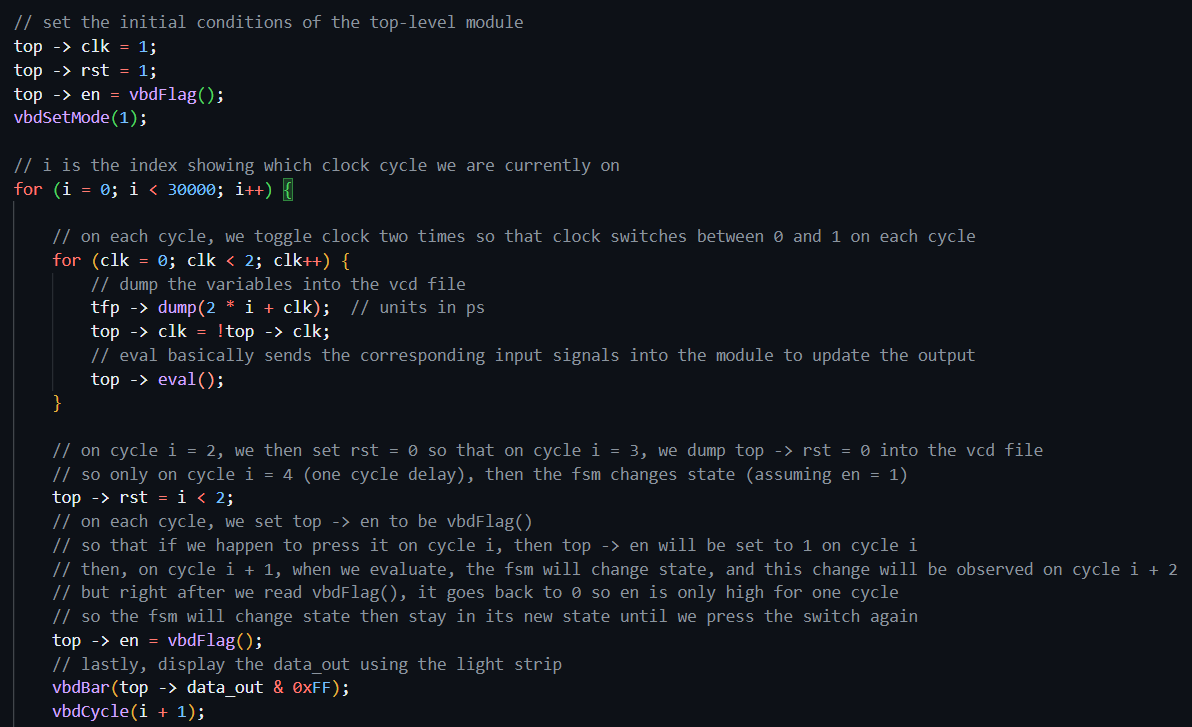 // set the initial conditions of the top-level module
top -> clk = 1;
top -> rst = 1;
top -> en = vbdFlag();
vbdSetMode(1);
// i is the index showing which clock cycle we are currently on
for (i = 0; i < 30000; i++) {
// on each cycle, we toggle clock two times so that clock switches between 0 and 1 on each cycle
for (clk = 0; clk < 2; clk++) {
// dump the variables into the vcd file
tfp -> dump(2 * i + clk);  // units in ps
top -> clk = !top -> clk;
// eval basically sends the corresponding input signals into the module to update the output
top -> eval();
}
// on cycle i = 2, we then set rst = 0 so that on cycle i = 3, we dump top -> rst = 0 into the vcd file
// so only on cycle i = 4 (one cycle delay), then the fsm changes state (assuming en = 1)
top -> rst = i < 2;
// on each cycle, we set top -> en to be vbdFlag()
// so that if we happen to press it on cycle i, then top -> en will be set to 1 on cycle i
// then, on cycle i + 1, when we evaluate, the fsm will change state, and this change will be observed on cycle i + 2
// but right after we read vbdFlag(), it goes back to 0 so en is only high for one cycle
// so the fsm will change state then stay in its new state until we press the switch again
top -> en = vbdFlag();
// lastly, display the data_out using the light strip
vbdBar(top -> data_out & 0xFF);
vbdCycle(i + 1);